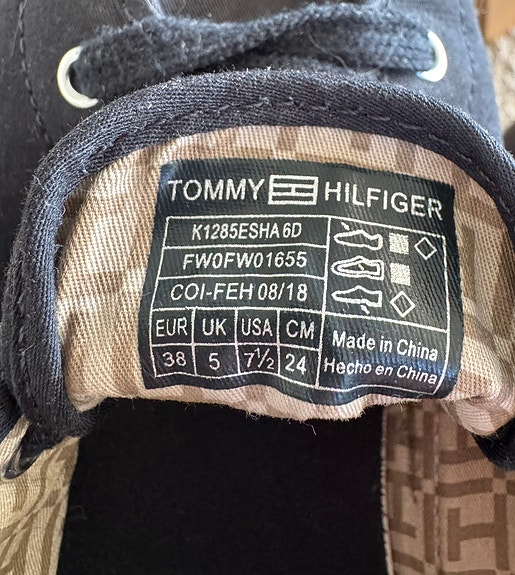 TOMMY HILFIGER
K1285ESHA 6D
FW0FW01655
COI-FEH 08/18
EUR UK USA CM
38 5 7½ 24
Made in China
Hecho en China